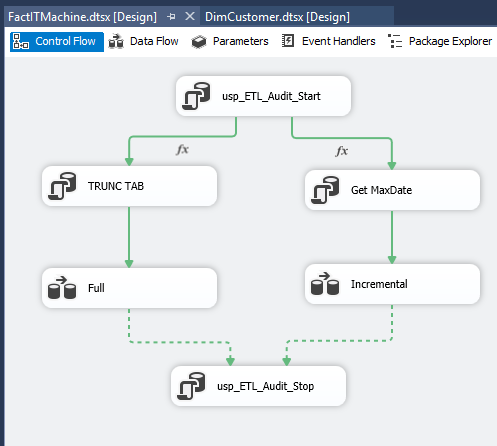 FactITMachine.dtsx [Design] DimCustomer.dtsx [Design]
Control Flow Data Flow Parameters Event Handlers Package Explorer
usp_ETL_Audit_Start
fx fx
TRUNC TAB Get MaxDate
Full Incremental
usp_ETL_Audit_Stop